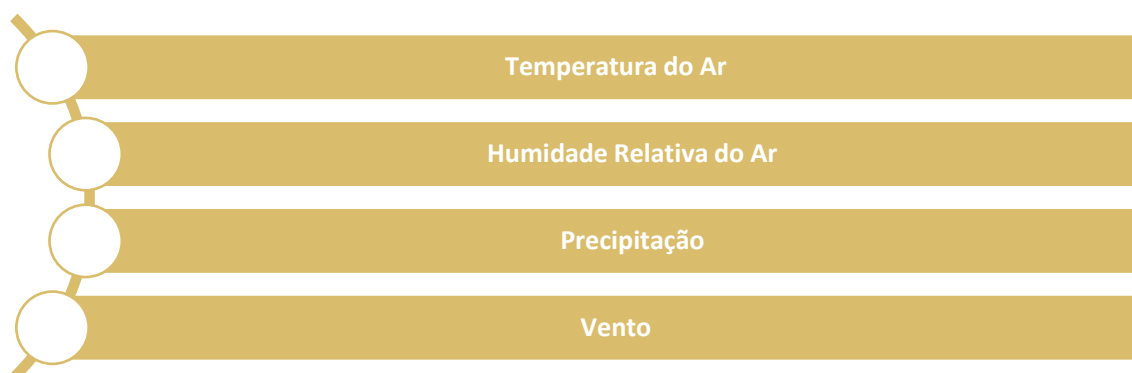 Temperatura do Ar
Humidade Relativa do Ar
Precipitação
Vento